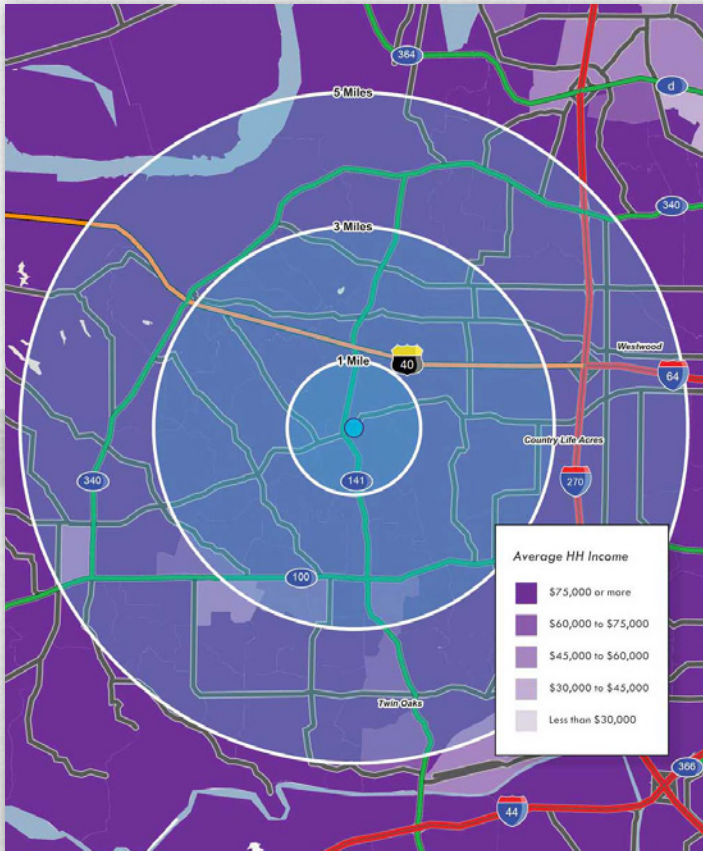 364
d
5 Miles
340
3 Miles
Westwood
1 Mile
40
64
Country Life Acres
340
141
270
100
Average HH Income
$75,000 or more
$60,000 to $75,000
$45,000 to $60,000
$30,000 to $45,000
Less than $30,000
Twin Oaks
366
44